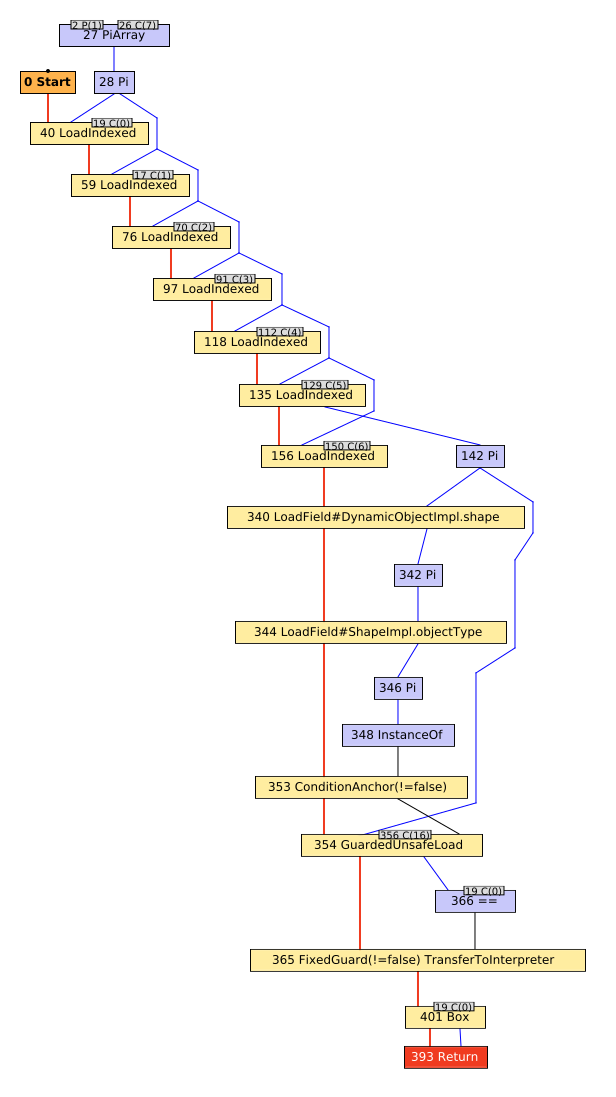 2 P(1) 26 C(7)
27 PiArray
0 Start
28 Pi
19 C(0)
40 LoadIndexed
17 C(1)
59 LoadIndexed
70 C(2)
76 LoadIndexed
91 C(3)
97 LoadIndexed
112 C(4)
118 LoadIndexed
129 C(5)
135 LoadIndexed
150 C(6)
156 LoadIndexed
142 Pi
340 LoadField#DynamicObjectImpl.shape
342 Pi
344 LoadField#ShapeImpl.objectType
346 Pi
348 InstanceOf
353 ConditionAnchor(!=false)
356 C(16)
354 GuardedUnsafeLoad
19 C(0)
366 ==
365 FixedGuard(!=false) TransferToInterpreter
19 C(0)
401 Box
393 Return